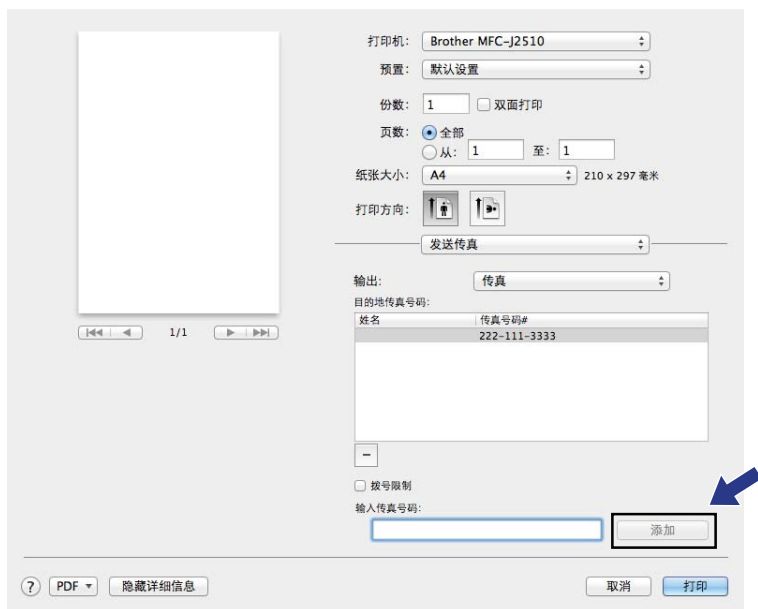 打印机: Brother MFC-J2510
预置: 默认设置
份数: 1 双面打印
页数: 全部
从: 1 至: 1
纸张大小: A4 210 x 297 毫米
打印方向:
发送传真
输出: 传真
目的地传真号码:
姓名 传真号码#
222-111-3333
1/1
拨号限制
输入传真号码:
添加
? PDF 隐藏详细信息 取消 打印